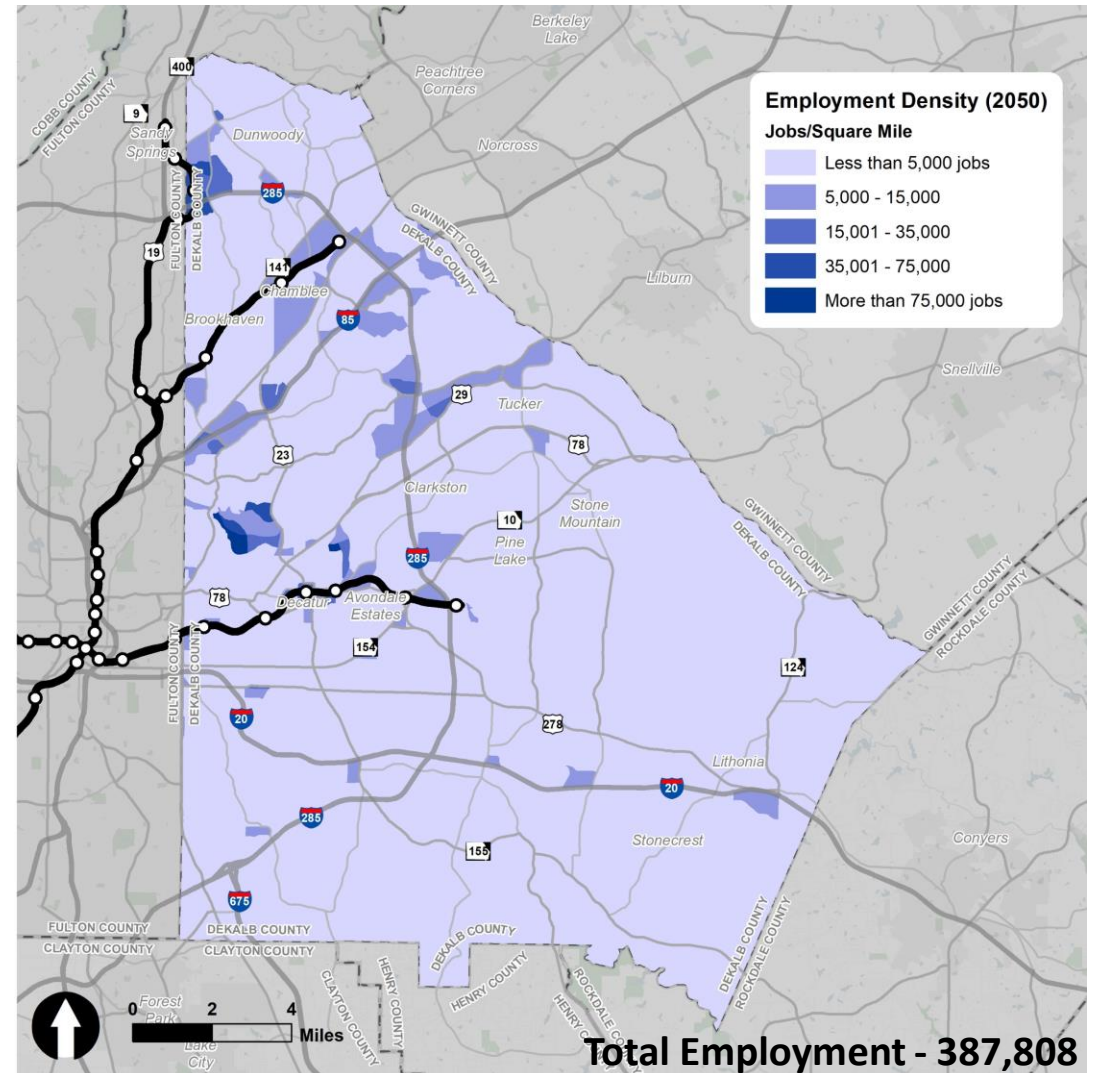 Berkeley
Lake
400
Peachtree
Corners
COBB COUNTY
FULTON COUNTY
9
Sandy
Springs
Dunwoody
Norcross
Employment Density (2050)
Jobs/Square Mile
Less than 5,000 jobs
5,000 - 15,000
15,001 - 35,000
35,001 - 75,000
More than 75,000 jobs
FULTON COUNTY
DEKALB COUNTY
285
GWINNETT COUNTY
DEKALB COUNTY
19
141
Chamblee
Lilburn
Brookhaven
85
Snellville
29
Tucker
23
78
Clarkston
Stone
Mountain
10
Pine
Lake
285
GWINNETT COUNTY
DEKALB COUNTY
78
Decatur
Avondale
Estates
GWINNETT COUNTY
ROCKDALE COUNTY
FULTON COUNTY
DEKALB COUNTY
154
124
20
278
Lithonia
20
285
Stonecrest
Conyers
155
675
FULTON COUNTY
CLAYTON COUNTY
DEKALB COUNTY
CLAYTON COUNTY
DEKALB COUNTY
HENRY COUNTY
DEKALB COUNTY
ROCKDALE COUNTY
CLAYTON COUNTY
HENRY COUNTY
ROCKDALE COUNTY
HENRY COUNTY
Forest
Park
Lake
City
0 2 4
Miles
Total Employment - 387,808